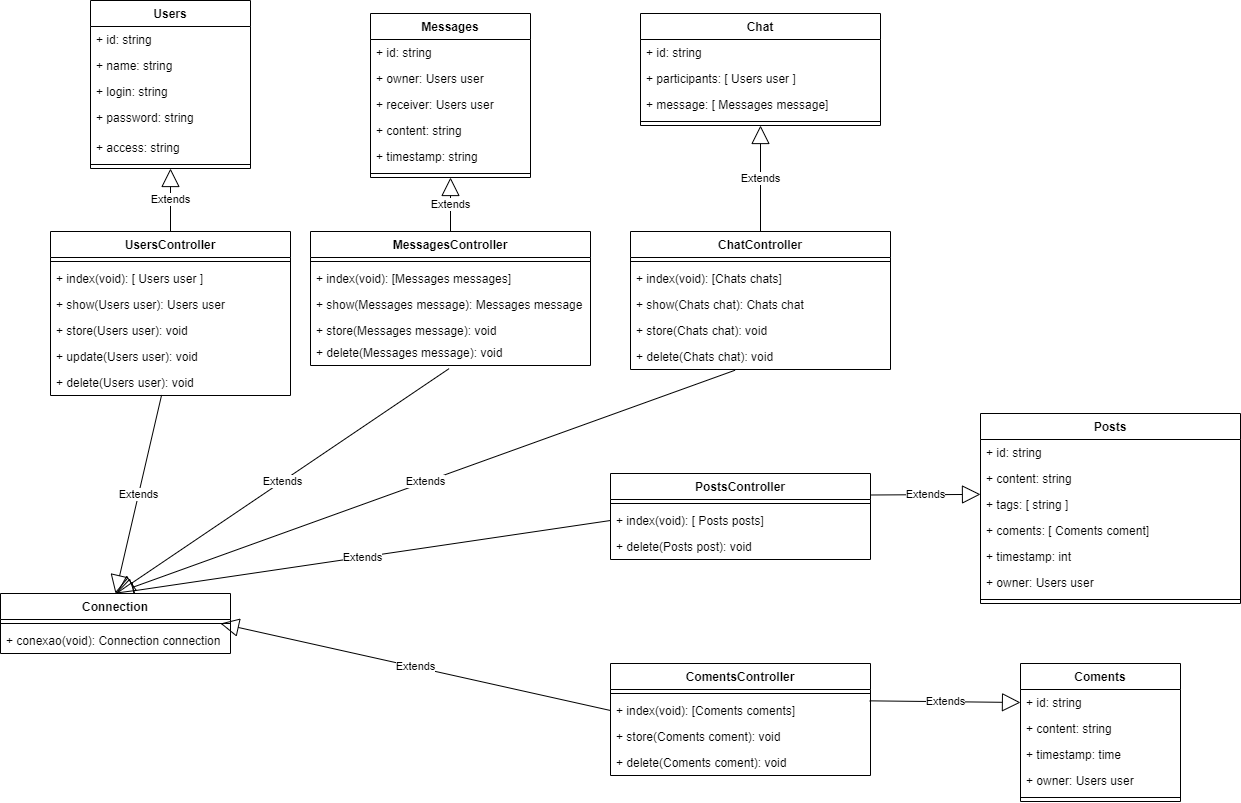 Users
+ id: string
+ name: string
+ login: string
+ password: string
+ access: string
Messages
+ id: string
+ owner: Users user
+ receiver: Users user
+ content: string
+ timestamp: string
Chat
+ id: string
+ participants: [ Users user ]
+ message: [ Messages message]
Extends
Extends
Extends
UsersController
+ index(void): [ Users user ]
+ show(Users user): Users user
+ store(Users user): void
+ update(Users user): void
+ delete(Users user): void
MessagesController
+ index(void): [Messages messages]
+ show(Messages message): Messages message
+ store(Messages message): void
+ delete(Messages message): void
ChatController
+ index(void): [Chats chats]
+ show(Chats chat): Chats chat
+ store(Chats chat): void
+ delete(Chats chat): void
Extends
Extends
Extends
PostsController
+ index(void): [ Posts posts]
+ delete(Posts post): void
Extends
Posts
+ id: string
+ content: string
+ tags: [ string ]
+ coments: [ Coments coment]
+ timestamp: int
+ owner: Users user
Extends
Connection
+ conexao(void): Connection connection
Extends
ComentsController
+ index(void): [Coments coments]
+ store(Coments coment): void
+ delete(Coments coment): void
Extends
Coments
+ id: string
+ content: string
+ timestamp: time
+ owner: Users user